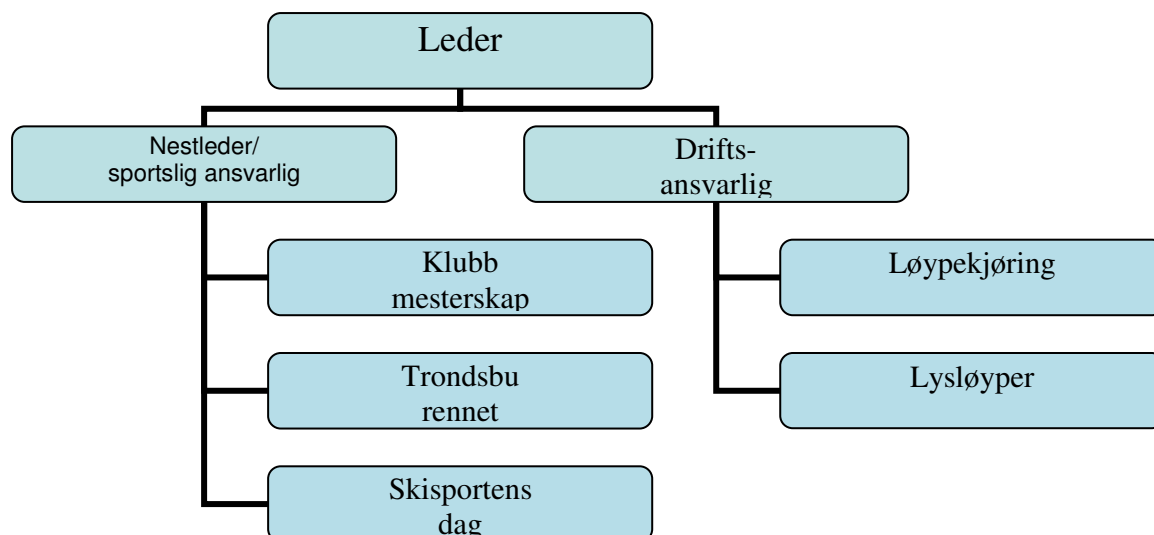 Leder
Nestleder/
sportslig ansvarlig
Drifts-
ansvarlig
Klubb
mesterskap
Løypekjøring
Trondsbu
rennet
Lysløyper
Skisportens
dag